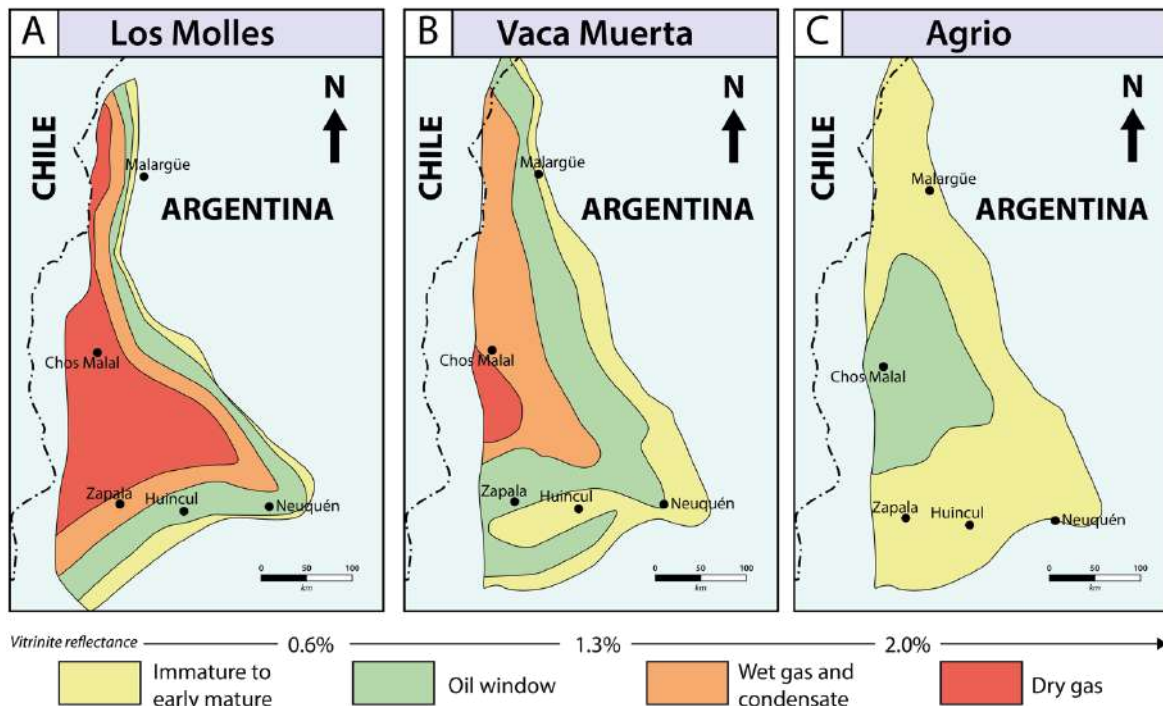 A Los Molles
CHILE
N
Malargüe
ARGENTINA
Chos Malal
Zapala
Huincul
Neuquén
0 50 100
km
B Vaca Muerta
CHILE
N
Malargüe
ARGENTINA
Chos Malal
Zapala
Huincul
Neuquén
0 50 100
km
C Agrio
CHILE
N
Malargüe
ARGENTINA
Chos Malal
Zapala
Huincul
Neuquén
0 50 100
km
Vitrinite reflectance 0.6% 1.3% 2.0%
Immature to
early mature
Oil window
Wet gas and
condensate
Dry gas